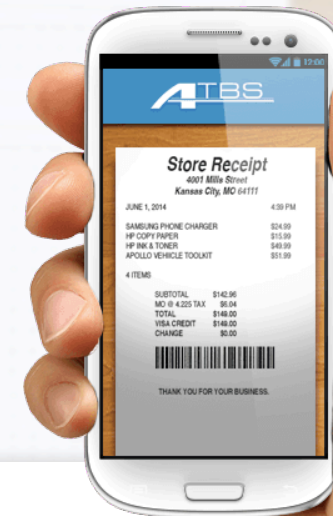 12:00
ATBS
Store Receipt
4001 Mills Street
Kansas City, MO 64111
JUNE 1, 2014 4:39 PM
SAMSUNG PHONE CHARGER $24.99
HP COPY PAPER $15.99
HP INK & TONER $49.99
APOLLO VEHICLE TOOLKIT $51.99
4 ITEMS
SUBTOTAL $142.96
MO @ 4.225 TAX $6.04
TOTAL $149.00
VISA CREDIT $149.00
CHANGE $0.00
THANK YOU FOR YOUR BUSINESS.